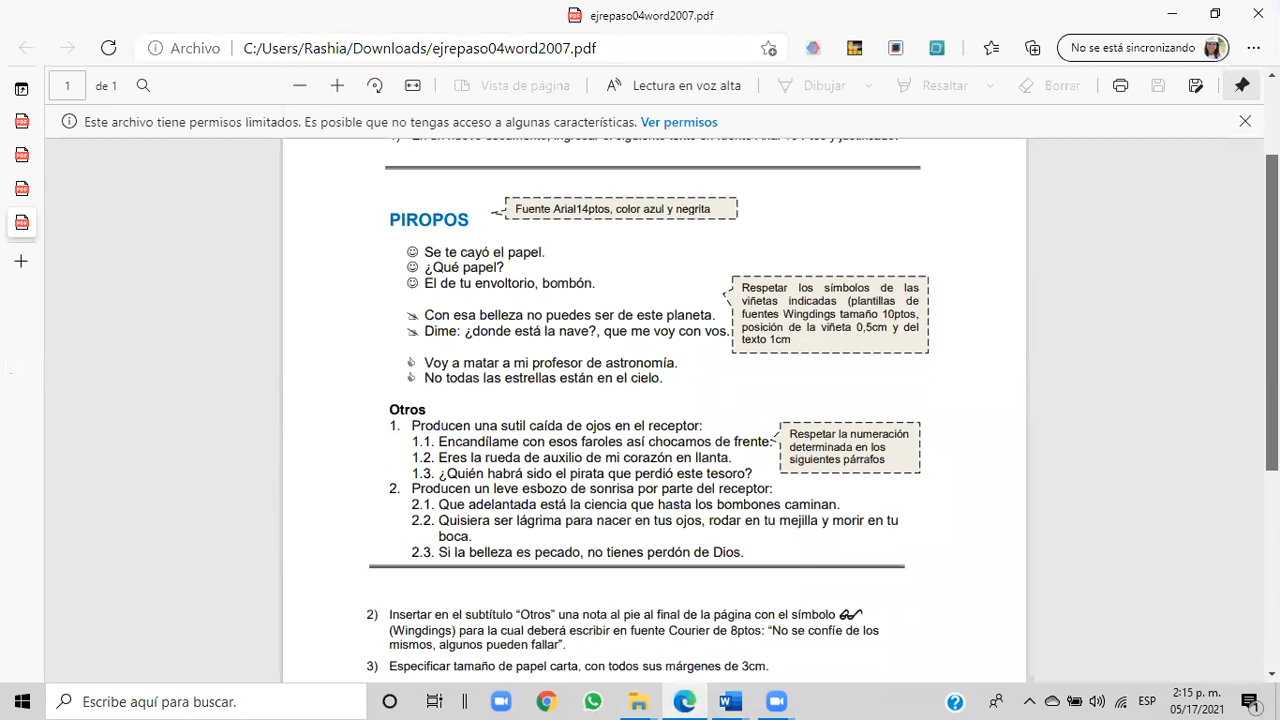 ejrepaso04word2007.pdf
Archivo C:/Users/Rashia/Downloads/ejrepaso04word2007.pdf No se está sincronizando
1 de 1 Vista de página Lectura en voz alta Dibujar Resaltar Borrar
Este archivo tiene permisos limitados. Es posible que no tengas acceso a algunas características. Ver permisos
Fuente Arial14ptos, color azul y negrita
PIROPOS
Se te cayó el papel.
¿Qué papel?
El de tu envoltorio, bombón.
Con esa belleza no puedes ser de este planeta.
Dime: ¿donde está la nave?, que me voy con vos.
Respetar los símbolos de las
viñetas indicadas (plantillas de
fuentes Wingdings tamaño 10ptos,
posición de la viñeta 0,5cm y del
texto 1cm
Voy a matar a mi profesor de astronomía.
No todas las estrellas están en el cielo.
Otros
1. Producen una sutil caída de ojos en el receptor:
1.1. Encandílame con esos faroles así chocamos de frente.
1.2. Eres la rueda de auxilio de mi corazón en llanta.
1.3. ¿Quién habrá sido el pirata que perdió este tesoro?
Respetar la numeración
determinada en los
siguientes párrafos
2. Producen un leve esbozo de sonrisa por parte del receptor:
2.1. Que adelantada está la ciencia que hasta los bombones caminan.
2.2. Quisiera ser lágrima para nacer en tus ojos, rodar en tu mejilla y morir en tu
boca.
2.3. Si la belleza es pecado, no tienes perdón de Dios.
2) Insertar en el subtítulo “Otros” una nota al pie al final de la página con el símbolo
(Wingdings) para la cual deberá escribir en fuente Courier de 8ptos: “No se confíe de los
mismos, algunos pueden fallar”.
3) Especificar tamaño de papel carta, con todos sus márgenes de 3cm.
Escribe aquí para buscar. ESP 2:15 p. m.
05/17/2021